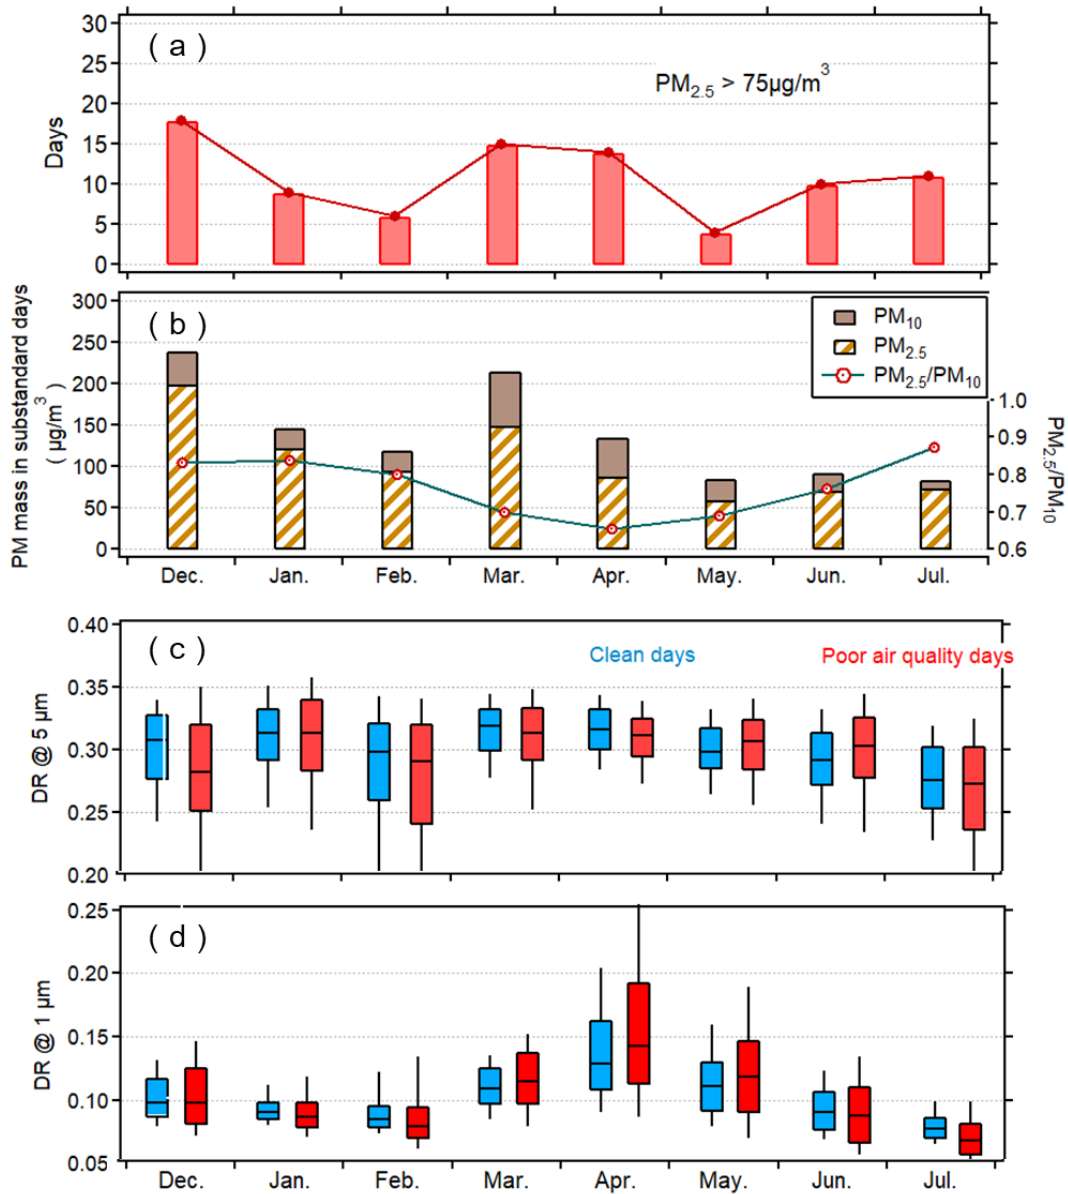 ( a )
PM2.5 > 75µg/m3
30
25
20
15
10
5
0
Days
( b )
PM10
PM2.5
PM2.5/PM10
300
250
200
150
100
50
0
PM mass in substandard days
( µg/m3 )
1.0
0.9
0.8
0.7
0.6
PM2.5/PM10
Dec. Jan. Feb. Mar. Apr. May. Jun. Jul.
( c )
Clean days
Poor air quality days
0.40
0.35
0.30
0.25
0.20
DR @ 5 µm
( d )
0.25
0.20
0.15
0.10
0.05
DR @ 1 µm
Dec. Jan. Feb. Mar. Apr. May. Jun. Jul.